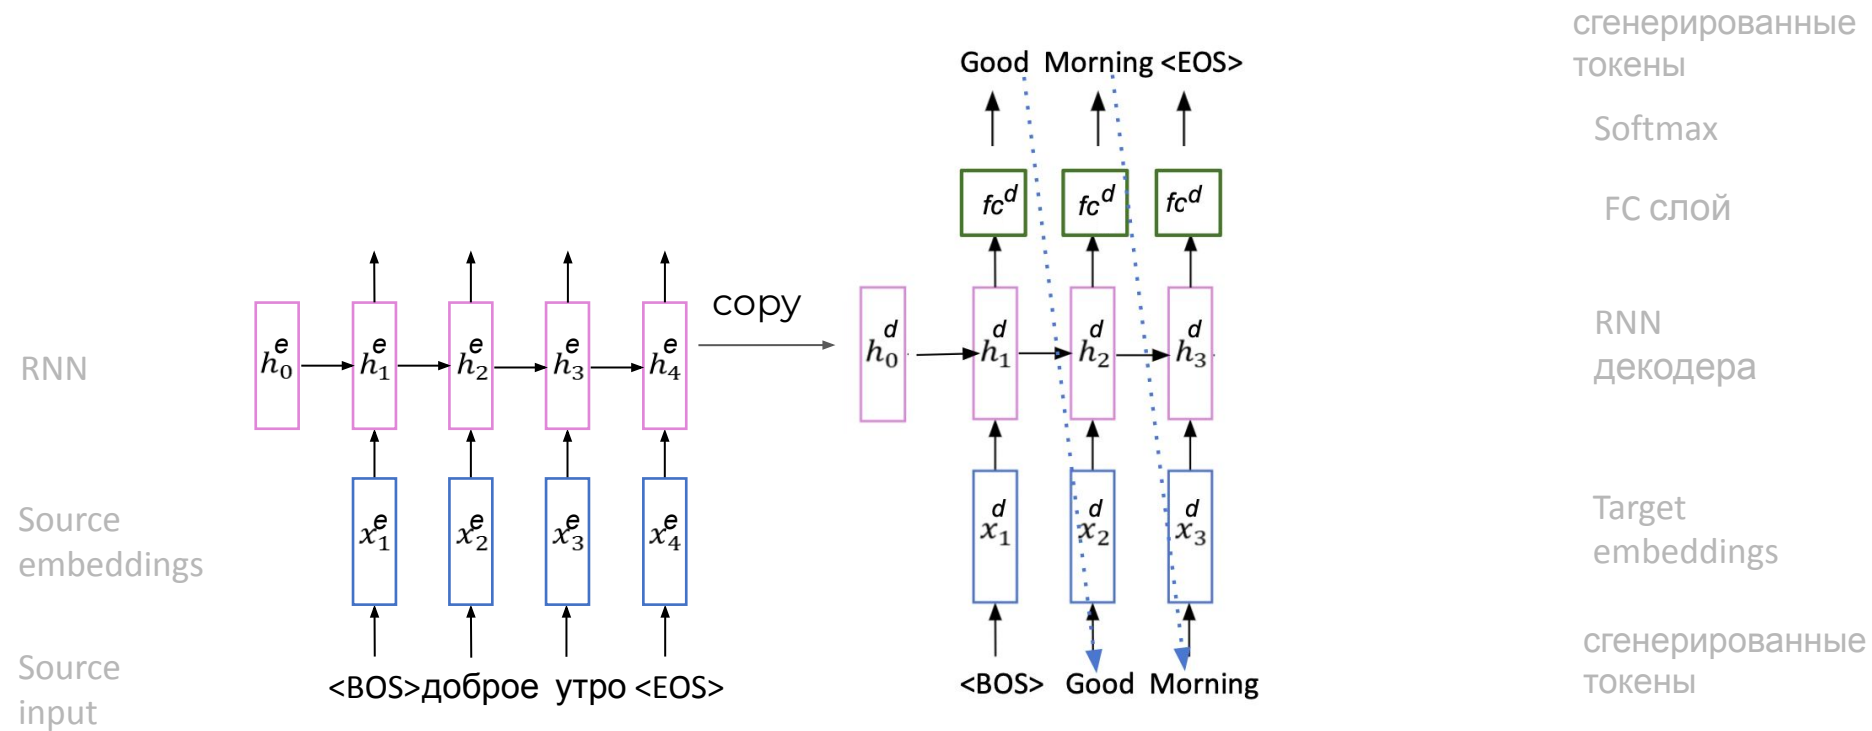 сгенерированные
токены
Good Morning <EOS>
Softmax
fc^d fc^d fc^d
FC слой
copy
RNN
h_0^e h_1^e h_2^e h_3^e h_4^e
h_0^d h_1^d h_2^d h_3^d
RNN
декодера
Source
embeddings
x_1^e x_2^e x_3^e x_4^e
x_1^d x_2^d x_3^d
Target
embeddings
Source
input
<BOS>доброе утро <EOS>
<BOS> Good Morning
сгенерированные
токены